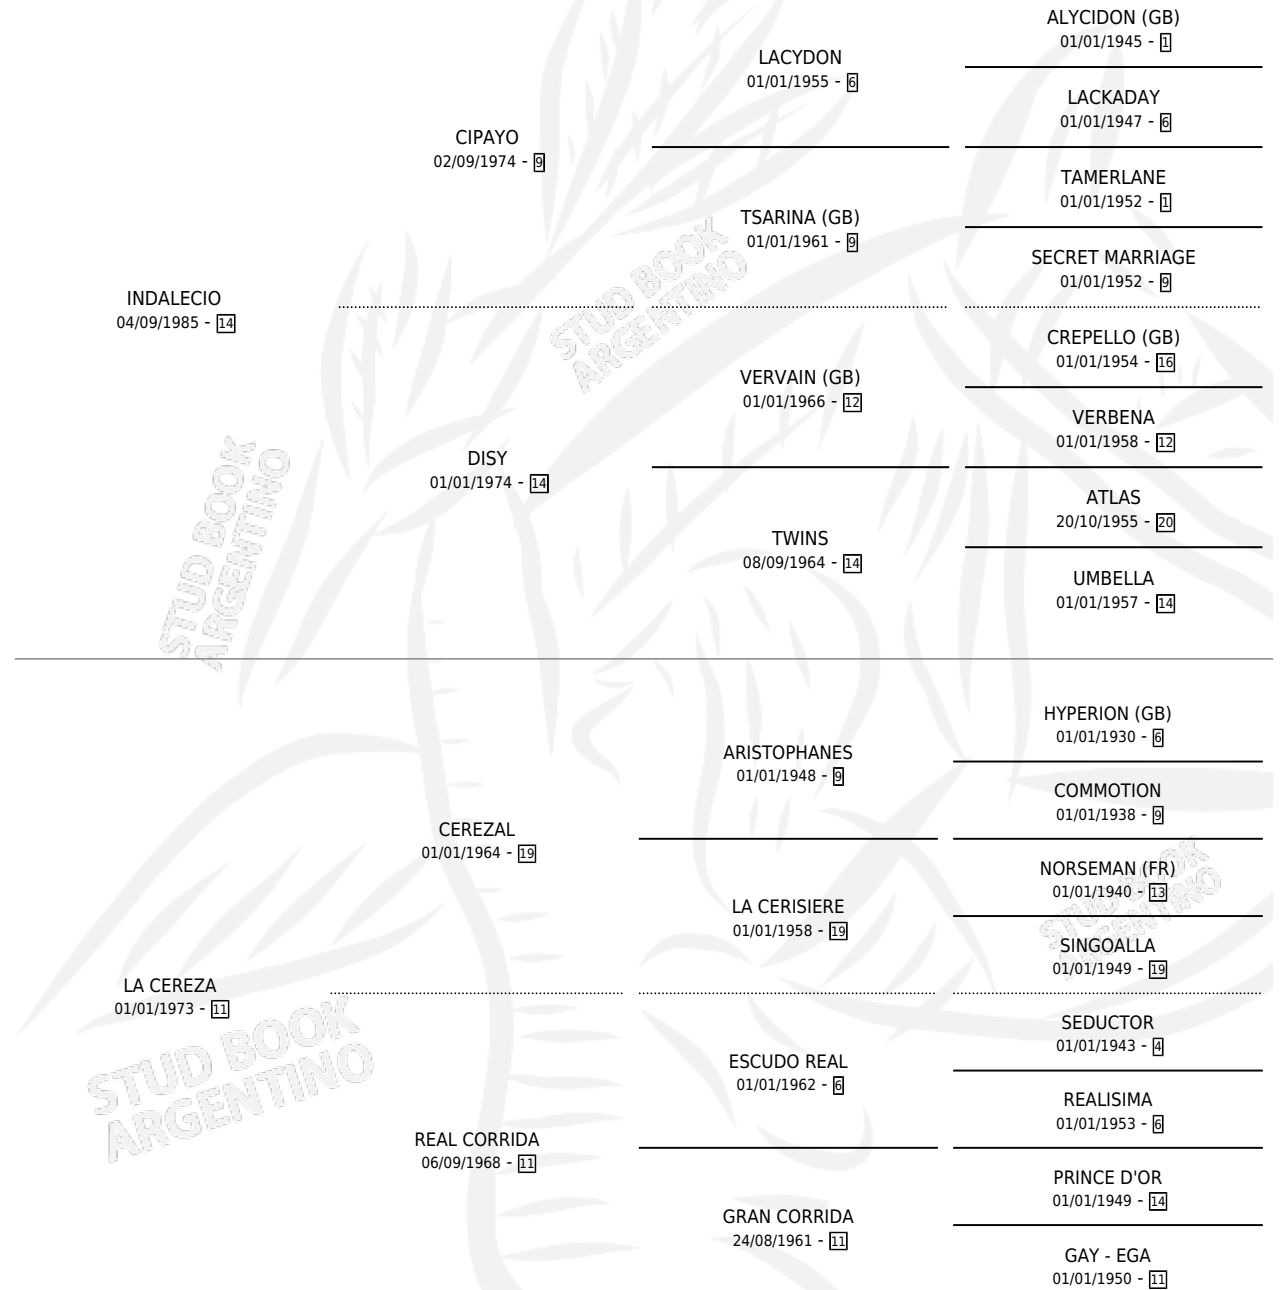 ALYCIDON (GB)
01/01/1945 - 1
LACYDON
01/01/1955 - 6
LACKADAY
01/01/1947 - 6
CIPAYO
02/09/1974 - 9
TAMERLANE
01/01/1952 - 1
TSARINA (GB)
01/01/1961 - 9
SECRET MARRIAGE
01/01/1952 - 9
INDALECIO
04/09/1985 - 14
CREPELLO (GB)
01/01/1954 - 16
VERVAIN (GB)
01/01/1966 - 12
VERBENA
01/01/1958 - 12
DISY
01/01/1974 - 14
ATLAS
20/10/1955 - 20
TWINS
08/09/1964 - 14
UMBELLA
01/01/1957 - 14
HYPERION (GB)
01/01/1930 - 6
ARISTOPHANES
01/01/1948 - 9
COMMOTION
01/01/1938 - 9
CEREZAL
01/01/1964 - 19
NORSEMAN (FR)
01/01/1940 - 13
LA CERISIERE
01/01/1958 - 19
SINGOALLA
01/01/1949 - 19
LA CEREZA
01/01/1973 - 11
SEDUCTOR
01/01/1943 - 4
ESCUDO REAL
01/01/1962 - 6
REALISIMA
01/01/1953 - 6
REAL CORRIDA
06/09/1968 - 11
PRINCE D'OR
01/01/1949 - 14
GRAN CORRIDA
24/08/1961 - 11
GAY - EGA
01/01/1950 - 11
STUD BOOK
ARGENTINO
STUD BOOK
ARGENTINO
STUD BOOK
ARGENTINO
STUD BOOK
ARGENTINO